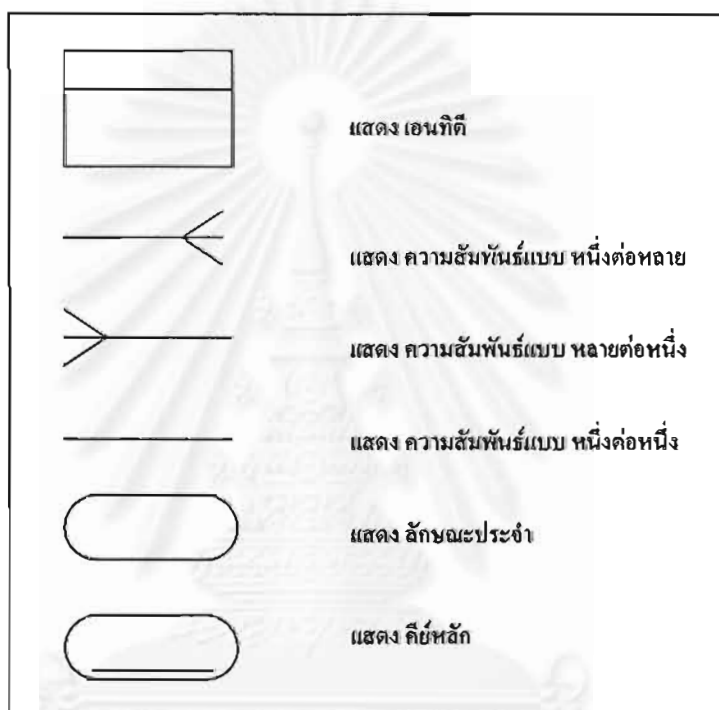 แสดง เอนทิตี
แสดง ความสัมพันธ์แบบ หนึ่งต่อหลาย
แสดง ความสัมพันธ์แบบ หลายต่อหนึ่ง
แสดง ความสัมพันธ์แบบ หนึ่งต่อหนึ่ง
แสดง ลักษณะประจำ
แสดง คีย์หลัก